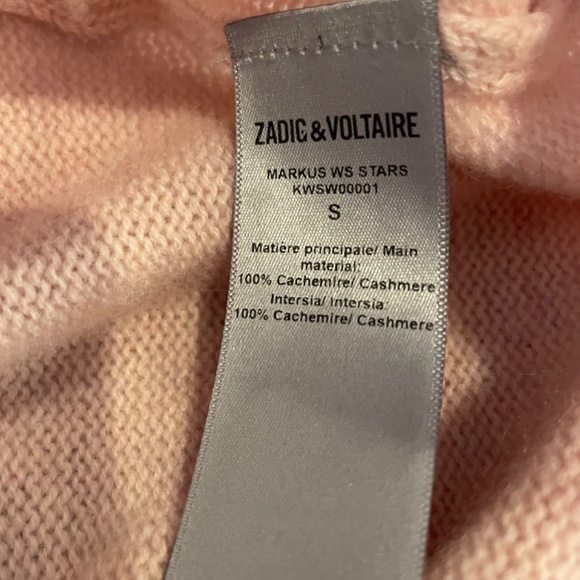 ZADIG&VOLTAIRE
MARKUS WS STARS
KWSW00001
S
Matière principale/ Main
material:
100% Cachemire/ Cashmere
Intersia/ Intersia:
100% Cachemire/ Cashmere